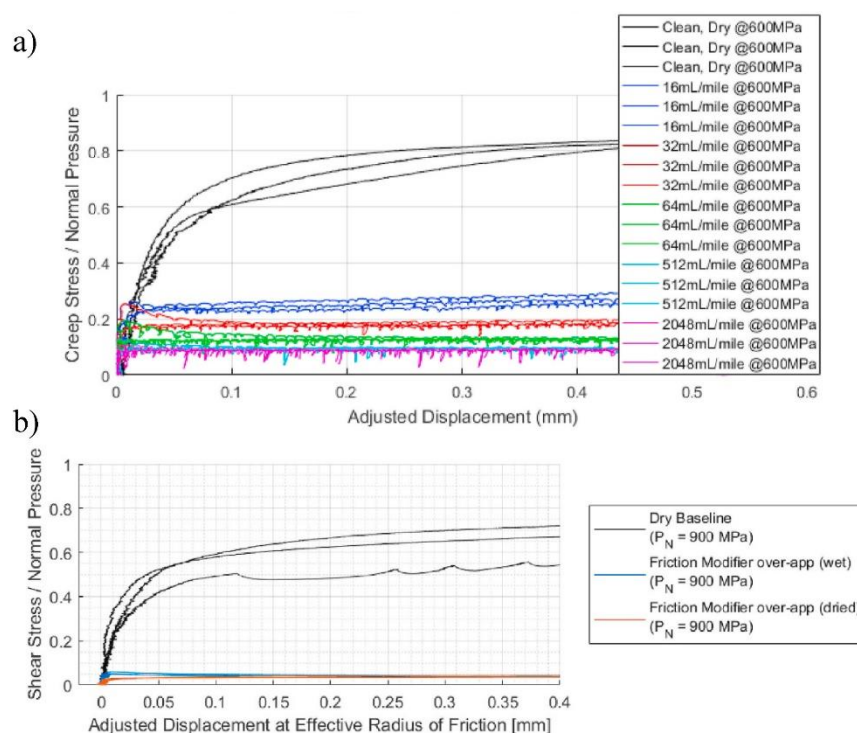 a)
Creep Stress / Normal Pressure
1
0.8
0.6
0.4
0.2
0
0
0.1
0.2
0.3
0.4
0.5
0.6
Adjusted Displacement (mm)
Clean, Dry @600MPa
Clean, Dry @600MPa
Clean, Dry @600MPa
16mL/mile @600MPa
16mL/mile @600MPa
16mL/mile @600MPa
32mL/mile @600MPa
32mL/mile @600MPa
32mL/mile @600MPa
64mL/mile @600MPa
64mL/mile @600MPa
64mL/mile @600MPa
512mL/mile @600MPa
512mL/mile @600MPa
512mL/mile @600MPa
2048mL/mile @600MPa
2048mL/mile @600MPa
2048mL/mile @600MPa
b)
Shear Stress / Normal Pressure
1
0.8
0.6
0.4
0.2
0
0
0.05
0.1
0.15
0.2
0.25
0.3
0.35
0.4
Adjusted Displacement at Effective Radius of Friction [mm]
Dry Baseline
(P_N = 900 MPa)
Friction Modifier over-app (wet)
(P_N = 900 MPa)
Friction Modifier over-app (dried)
(P_N = 900 MPa)